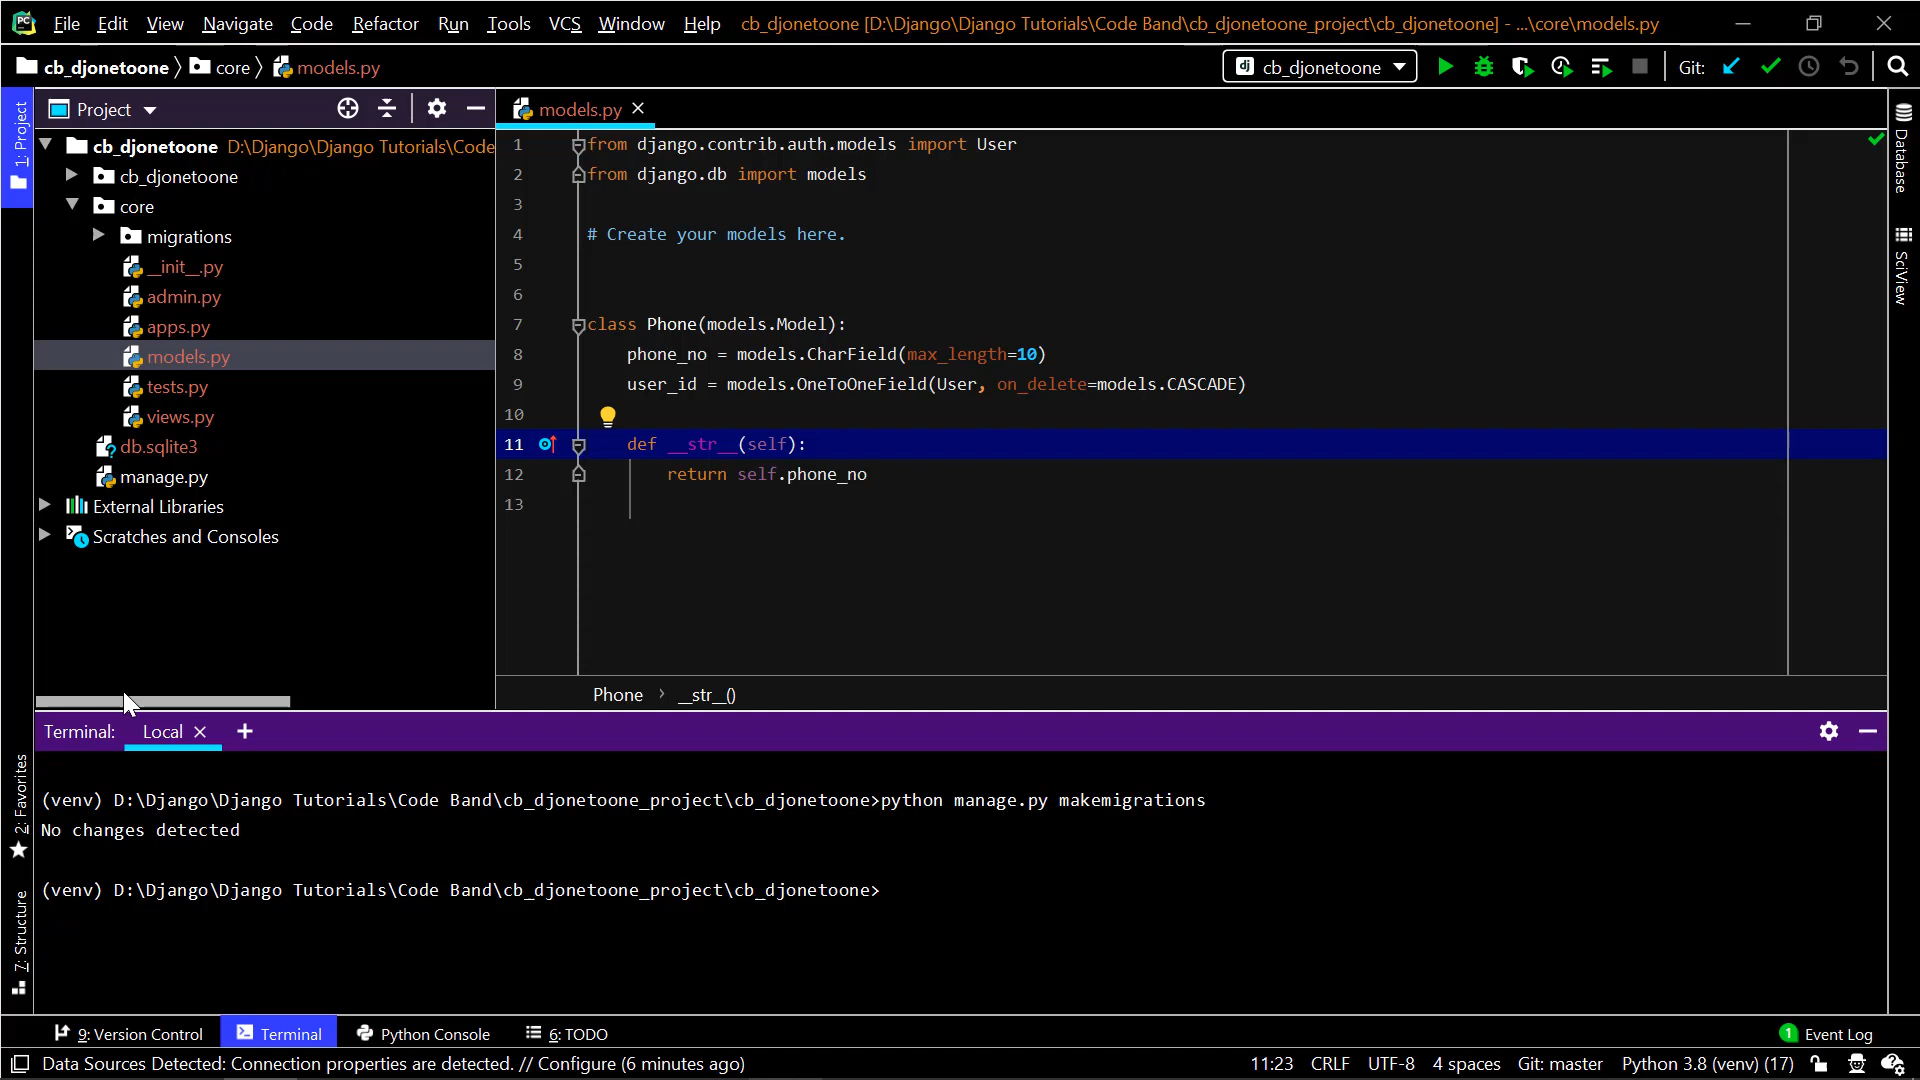 File Edit View Navigate Code Refactor Run Tools VCS Window Help cb_djonetoone [D:\Django\Django Tutorials\Code Band\cb_djonetoone_project\cb_djonetoone] - ...\core\models.py
cb_djonetoone core models.py
dj cb_djonetoone Git:
1: Project
Project
models.py
cb_djonetoone D:\Django\Django Tutorials\Code
cb_djonetoone
core
migrations
__init__.py
admin.py
apps.py
models.py
tests.py
views.py
db.sqlite3
manage.py
External Libraries
Scratches and Consoles
1 from django.contrib.auth.models import User
2 from django.db import models
3
4 # Create your models here.
5
6
7 class Phone(models.Model):
8 phone_no = models.CharField(max_length=10)
9 user_id = models.OneToOneField(User, on_delete=models.CASCADE)
10
11 def __str__(self):
12 return self.phone_no
13
Phone › __str__()
Database
SciView
Terminal: Local +
(venv) D:\Django\Django Tutorials\Code Band\cb_djonetoone_project\cb_djonetoone>python manage.py makemigrations
No changes detected
(venv) D:\Django\Django Tutorials\Code Band\cb_djonetoone_project\cb_djonetoone>
2: Favorites
7: Structure
9: Version Control Terminal Python Console 6: TODO 1 Event Log
Data Sources Detected: Connection properties are detected. // Configure (6 minutes ago) 11:23 CRLF UTF-8 4 spaces Git: master Python 3.8 (venv) (17)